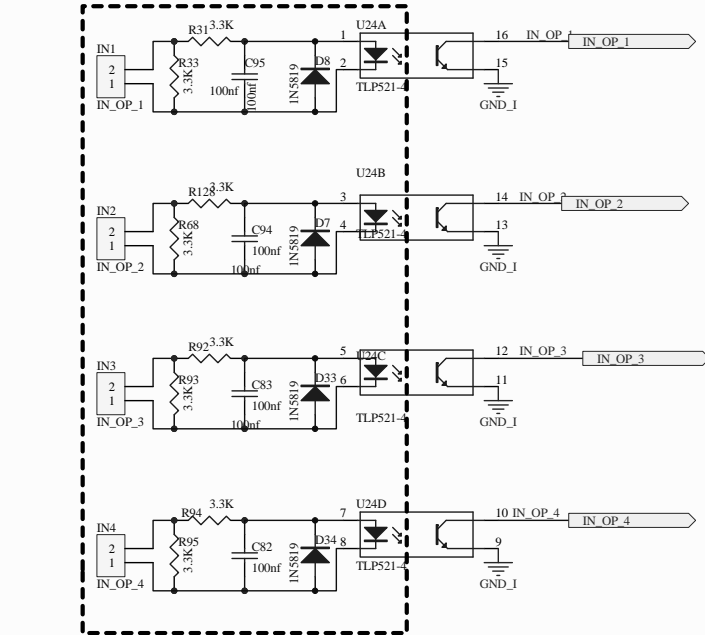 U24A
R31 3.3K
IN1
2
1
IN_OP_1
R33
3.3K
C95
100nf
100nf
D8
1N5819
1
2
TLP521-4
16
IN_OP_1
IN_OP_1
15
GND_I
U24B
R128 3.3K
IN2
2
1
IN_OP_2
R68
3.3K
C94
100nf
100nf
D7
1N5819
3
4
TLP521-4
14
IN_OP_2
IN_OP_2
13
GND_I
R92 3.3K
IN3
2
1
IN_OP_3
R93
3.3K
C83
100nf
100nf
D33
1N5819
5
6
U24C
TLP521-4
12
IN_OP_3
IN_OP_3
11
GND_I
U24D
R94
3.3K
IN4
2
1
IN_OP_4
R95
3.3K
C82
100nf
D34
1N5819
7
8
TLP521-4
10
IN_OP_4
IN_OP_4
9
GND_I